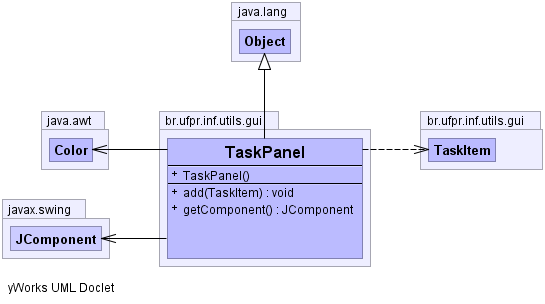 java.lang
Object
java.awt
Color
br.ufpr.inf.utils.gui
TaskPanel
+ TaskPanel()
+ add(TaskItem) : void
+ getComponent() : JComponent
br.ufpr.inf.utils.gui
TaskItem
javax.swing
JComponent
yWorks UML Doclet